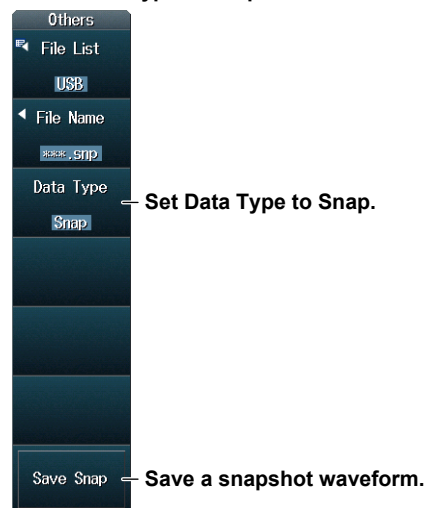 Others
File List
USB
File Name
***.snp
Data Type
Snap
Set Data Type to Snap.
Save Snap
Save a snapshot waveform.